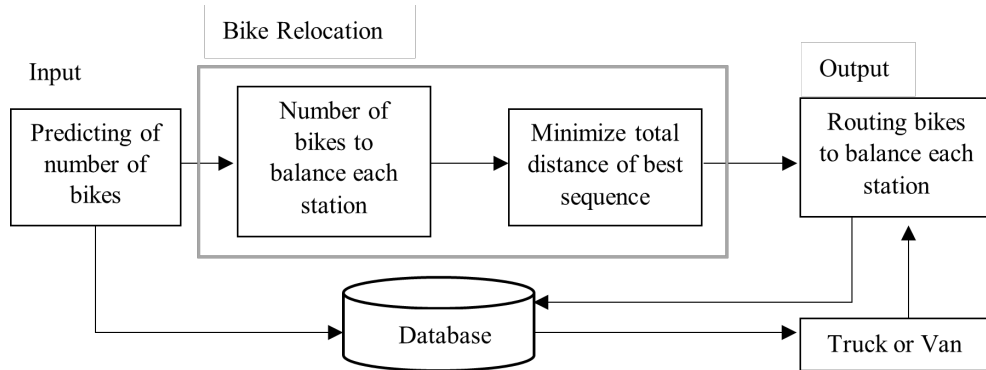 Bike Relocation
Input
Output
Predicting of
number of
bikes
Number of
bikes to
balance each
station
Minimize total
distance of best
sequence
Routing bikes
to balance each
station
Database
Truck or Van